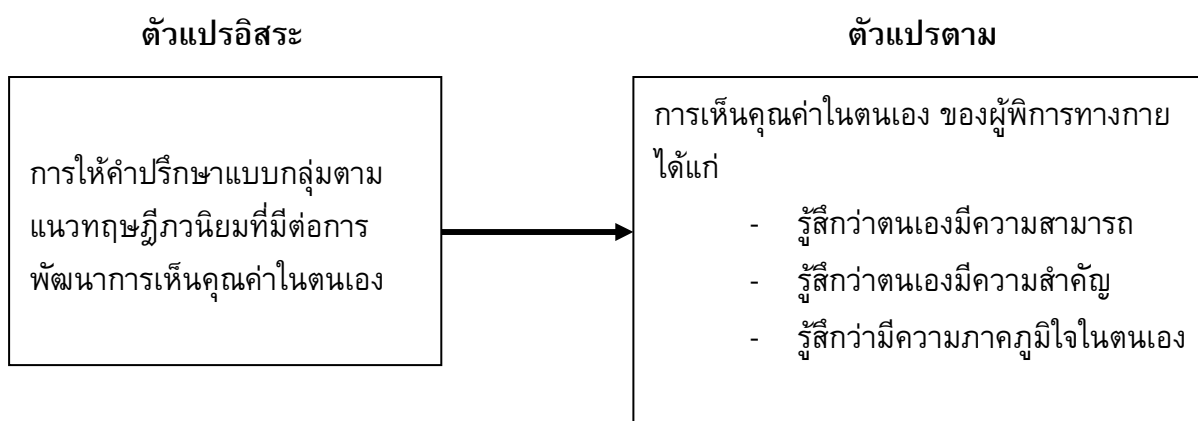 ตัวแปรอิสระ
ตัวแปรตาม
การให้คำปรึกษาแบบกลุ่มตาม
แนวทฤษฎีภวนิยมที่มีต่อการ
พัฒนาการเห็นคุณค่าในตนเอง
การเห็นคุณค่าในตนเอง ของผู้พิการทางกาย
ได้แก่
- รู้สึกว่าตนเองมีความสามารถ
- รู้สึกว่าตนเองมีความสำคัญ
- รู้สึกว่ามีความภาคภูมิใจในตนเอง